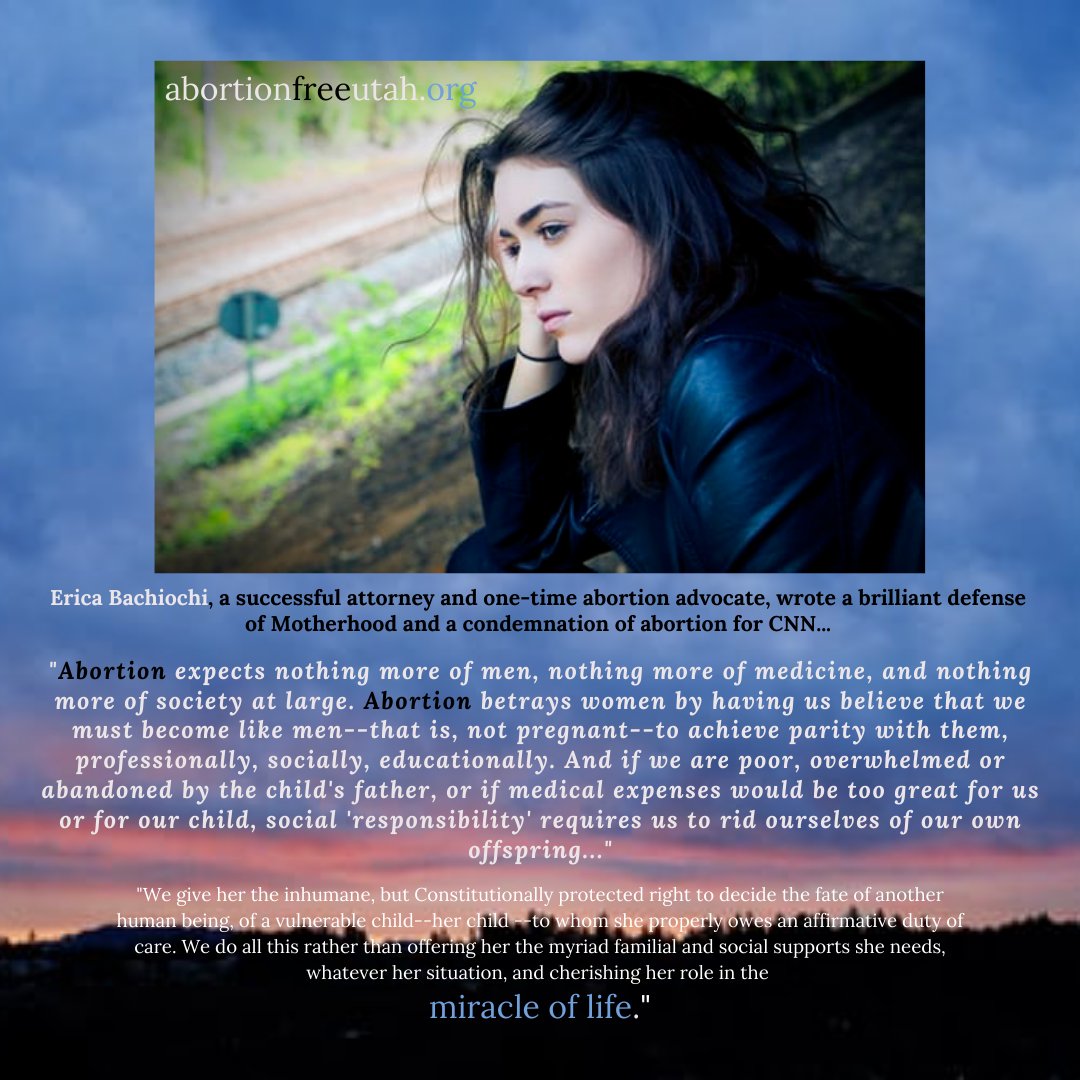 abortionfreeutah.org
Erica Bachiochi, a successful attorney and one-time abortion advocate, wrote a brilliant defense
of Motherhood and a condemnation of abortion for CNN...
"Abortion expects nothing more of men, nothing more of medicine, and nothing
more of society at large. Abortion betrays women by having us believe that we
must become like men--that is, not pregnant--to achieve parity with them,
professionally, socially, educationally. And if we are poor, overwhelmed or
abandoned by the child's father, or if medical expenses would be too great for us
or for our child, social 'responsibility' requires us to rid ourselves of our own
offspring..."
"We give her the inhumane, but Constitutionally protected right to decide the fate of another
human being, of a vulnerable child--her child --to whom she properly owes an affirmative duty of
care. We do all this rather than offering her the myriad familial and social supports she needs,
whatever her situation, and cherishing her role in the
miracle of life."